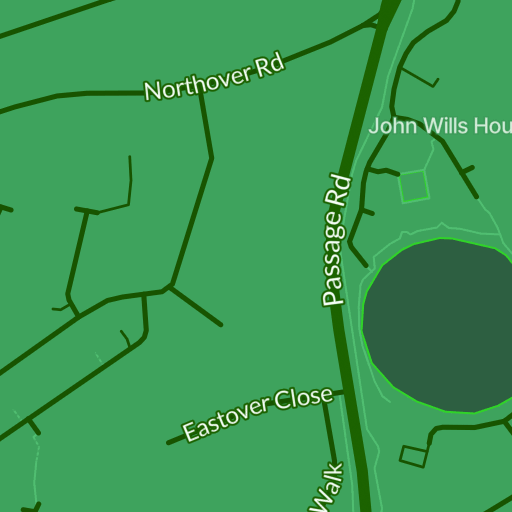 Northover Rd
John Wills Hou
Passage Rd
Eastover Close
Walk